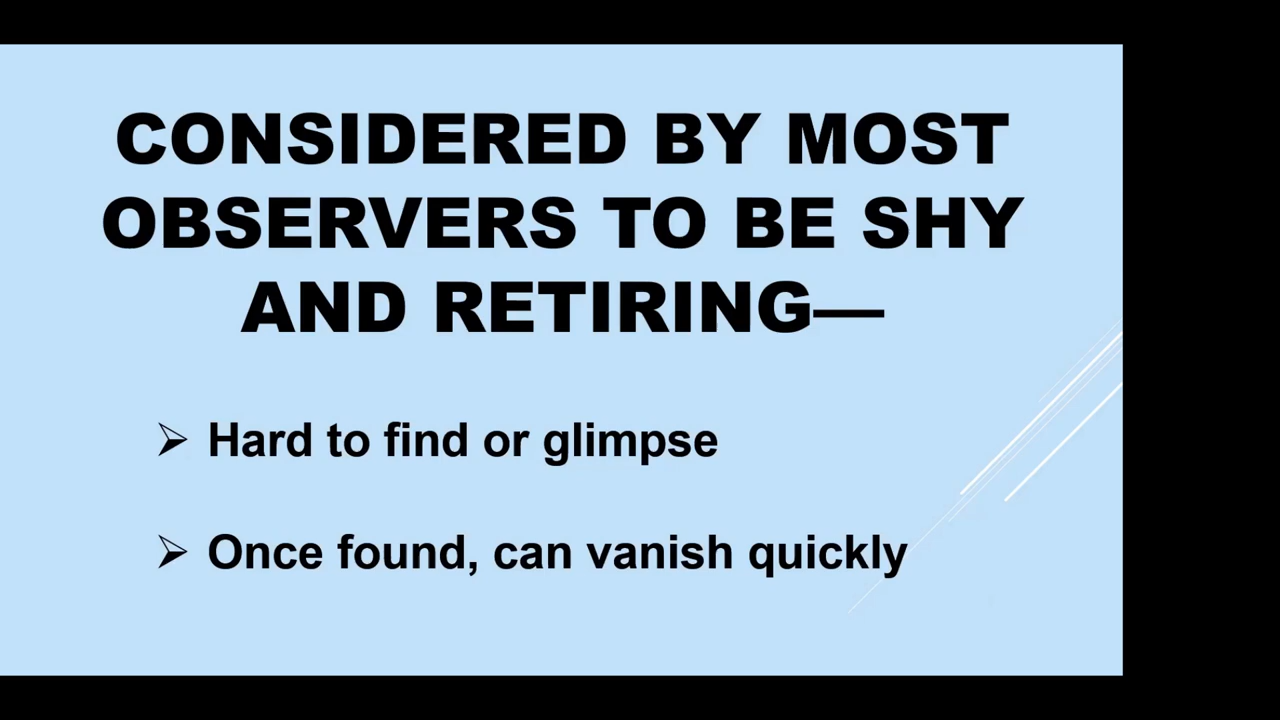 CONSIDERED BY MOST
OBSERVERS TO BE SHY
AND RETIRING—
➢ Hard to find or glimpse
➢ Once found, can vanish quickly